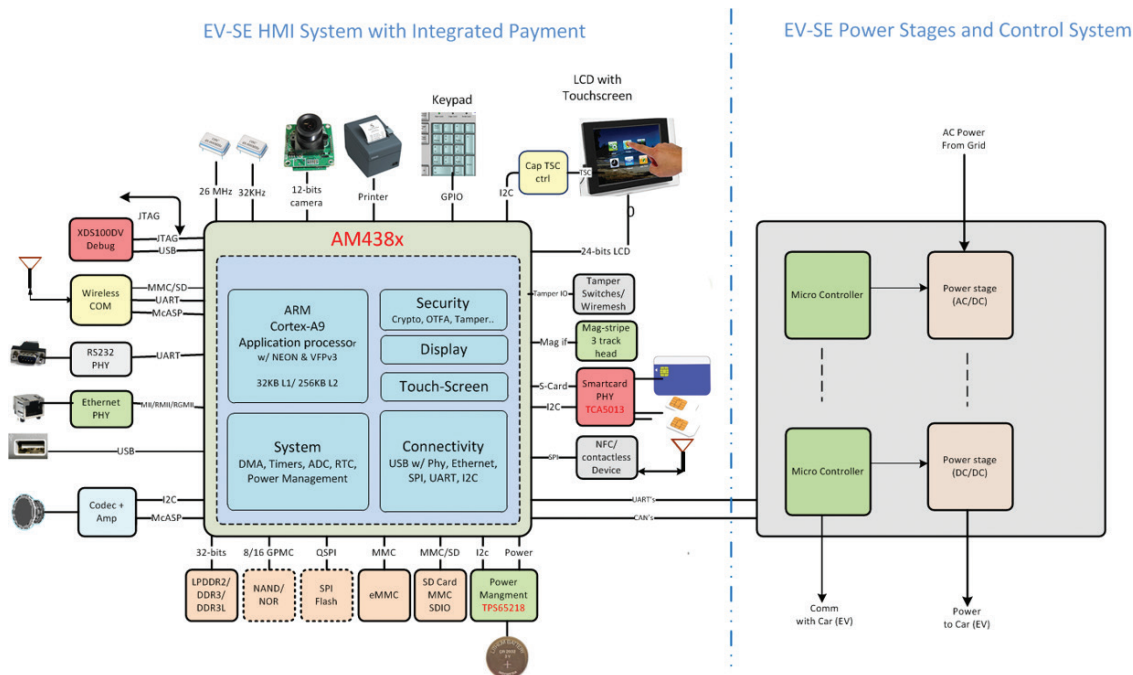 EV-SE HMI System with Integrated Payment
EV-SE Power Stages and Control System
LCD with
Touchscreen
Keypad
AC Power
From Grid
Cap TSC
ctrl
TSC
26 MHz
32KHz
12-bits
camera
Printer
GPIO
I2C
JTAG
XDS100DV
Debug
JTAG
USB
AM438x
24-bits LCD
Wireless
COM
MMC/SD
UART
McASP
ARM
Cortex-A9
Application processor
w/ NEON & VFPv3
32KB L1/ 256KB L2
Security
Crypto, OTFA, Tamper..
Display
Touch-Screen
Tamper IO
Tamper
Switches/
Wiremesh
Mag if
Mag-stripe
3 track
head
Micro Controller
Power stage
(AC/DC)
RS232
PHY
UART
S-Card
I2C
Smartcard
PHY
TCA5013
Ethernet
PHY
MII/RMII/RGMII
USB
System
DMA, Timers, ADC, RTC,
Power Management
Connectivity
USB w/ Phy, Ethernet,
SPI, UART, I2C
SPI
NFC/
contactless
Device
Micro Controller
Power stage
(DC/DC)
Codec +
Amp
I2C
McASP
UART's
CAN's
32-bits
8/16 GPMC
QSPI
MMC
MMC/SD
I2c
Power
LPDDR2/
DDR3/
DDR3L
NAND/
NOR
SPI
Flash
eMMC
SD Card
MMC
SDIO
Power
Managment
TPS65218
Comm
with Car (EV)
Power
to Car (EV)